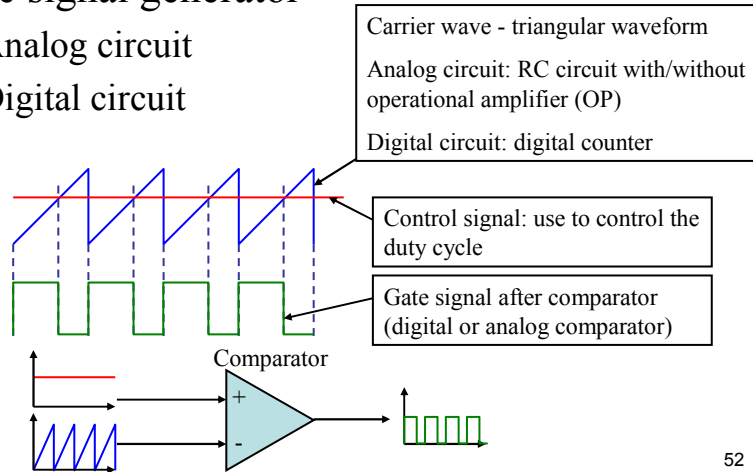 signal generator
Analog circuit
Digital circuit
Carrier wave - triangular waveform
Analog circuit: RC circuit with/without
operational amplifier (OP)
Digital circuit: digital counter
Control signal: use to control the
duty cycle
Gate signal after comparator
(digital or analog comparator)
Comparator
+
-
52